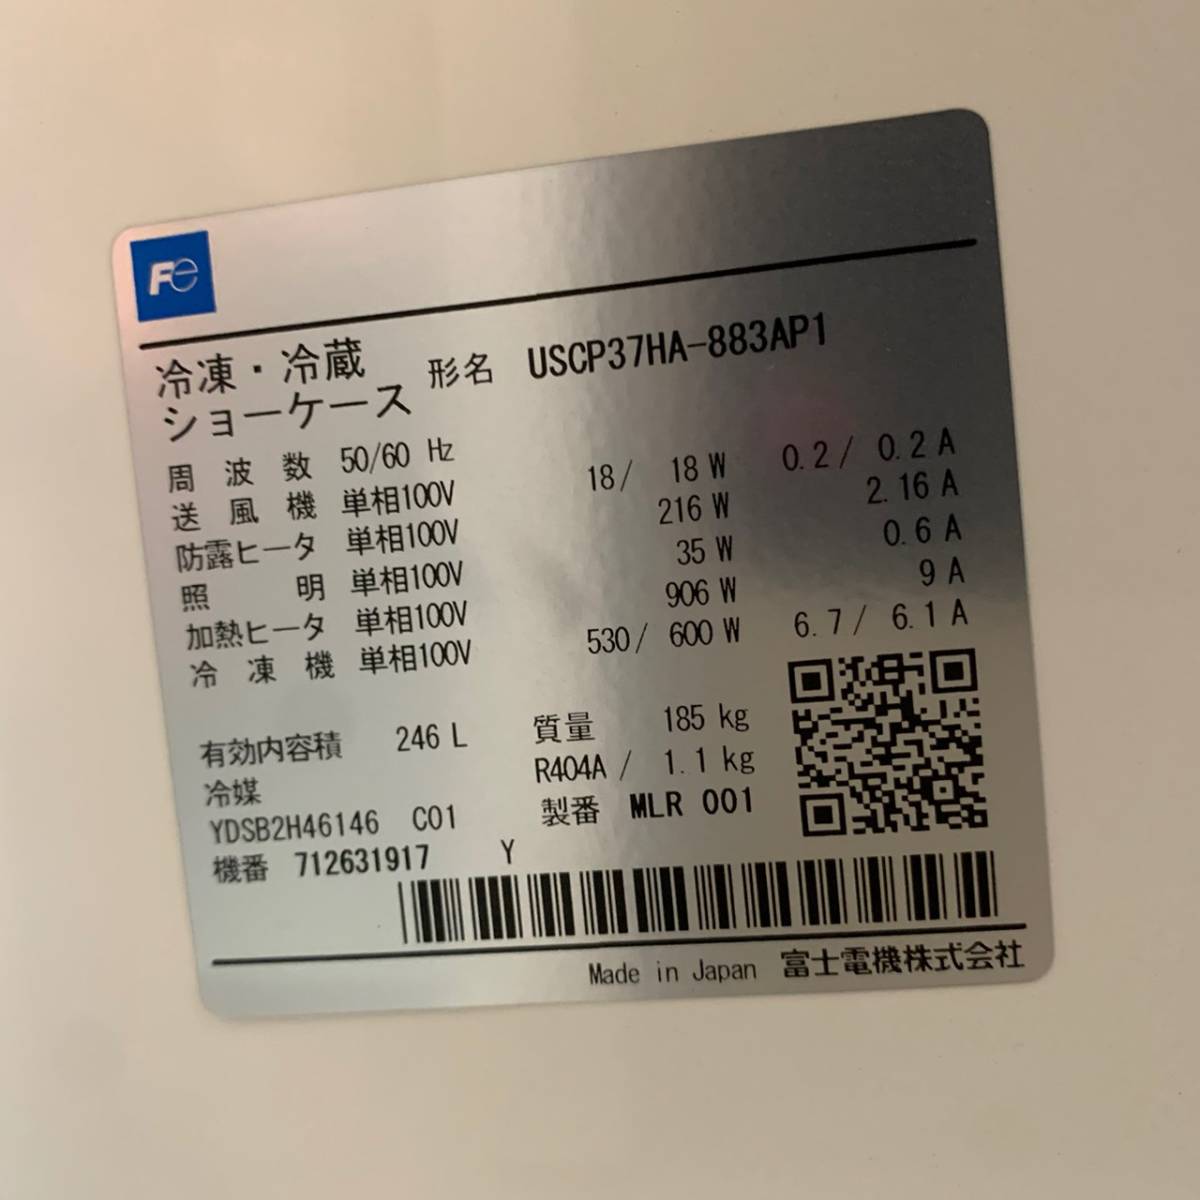 Fe
冷凍・冷蔵
ショーケース 形名 USCP37HA-883AP1
周波数 50/60 Hz
送風機 単相100V 18/ 18 W 0.2/ 0.2 A
防露ヒータ 単相100V 216 W 2.16 A
照明 単相100V 35 W 0.6 A
加熱ヒータ 単相100V 906 W 9 A
冷凍機 単相100V 530/ 600 W 6.7/ 6.1 A
有効内容積 246 L 質量 185 kg
冷媒 R404A / 1.1 kg
YDSB2H46146 C01 製番 MLR 001
機番 712631917 Y
Made in Japan 富士電機株式会社